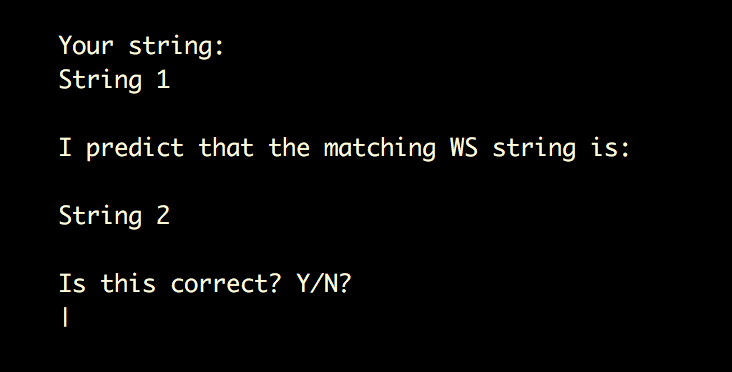 Your string:
String 1
I predict that the matching WS string is:
String 2
Is this correct? Y/N?